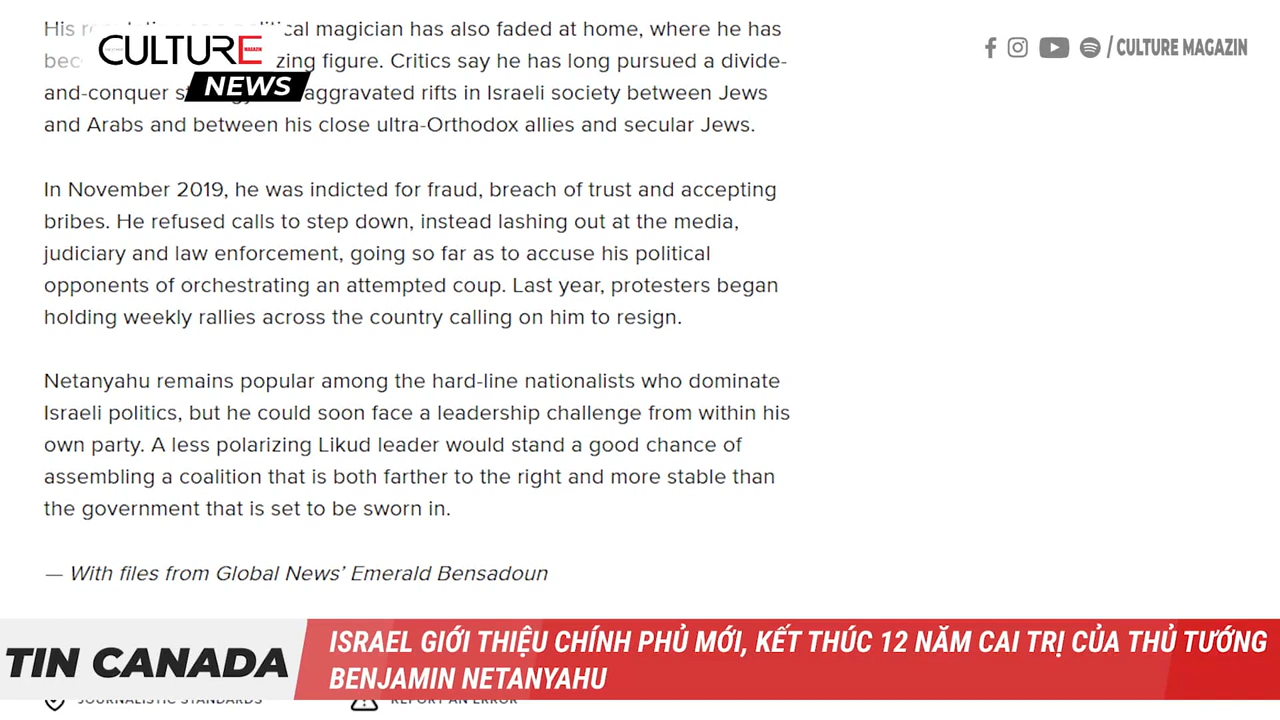 His political magician has also faded at home, where he has
figure. Critics say he has long pursued a divide-
and-conquer aggravated rifts in Israeli society between Jews
and Arabs and between his close ultra-Orthodox allies and secular Jews.
CULTURE MAGAZIN
NEWS
/ CULTURE MAGAZIN
In November 2019, he was indicted for fraud, breach of trust and accepting
bribes. He refused calls to step down, instead lashing out at the media,
judiciary and law enforcement, going so far as to accuse his political
opponents of orchestrating an attempted coup. Last year, protesters began
holding weekly rallies across the country calling on him to resign.
Netanyahu remains popular among the hard-line nationalists who dominate
Israeli politics, but he could soon face a leadership challenge from within his
own party. A less polarizing Likud leader would stand a good chance of
assembling a coalition that is both farther to the right and more stable than
the government that is set to be sworn in.
— With files from Global News’ Emerald Bensadoun
TIN CANADA
ISRAEL GIỚI THIỆU CHÍNH PHỦ MỚI, KẾT THÚC 12 NĂM CAI TRỊ CỦA THỦ TƯỚNG
BENJAMIN NETANYAHU
JOURNALISTIC STANDARDS
REPORT AN ERROR